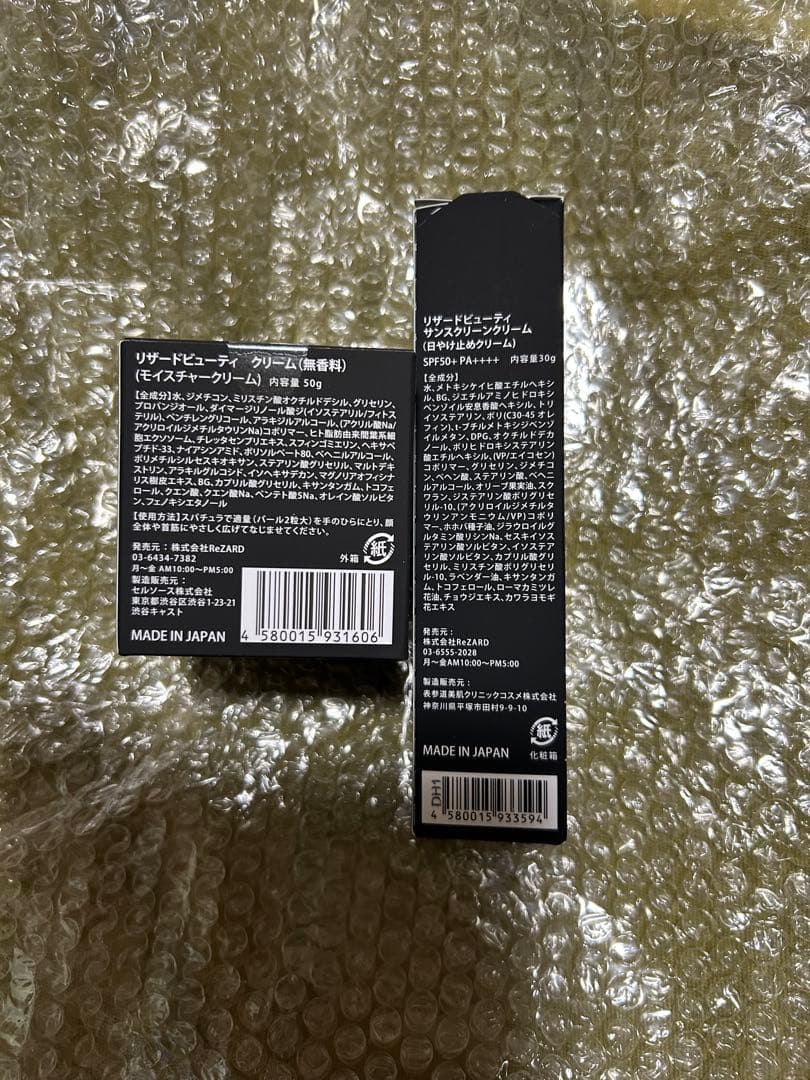 リザードビューティ クリーム(無香料)
(モイスチャークリーム) 内容量 50g
【全成分】水、ジメチコン、ミリスチン酸オクチルドデシル、グリセリン、
プロパンジオール、ダイマージリノール酸ジ(イソステアリル/フィトス
テリル)、ペンチレングリコール、アラキジルアルコール、(アクリル酸Na/
アクリロイルジメチルタウリンNa)コポリマー、ヒト脂肪由来間葉系細
胞エクソソーム、チレッタセンブリエキス、スフィンゴミエリン、ヘキサペ
プチド-33、ナイアシンアミド、ポリソルベート80、ベヘニルアルコール、
ポリメチルシルセスキオキサン、ステアリン酸グリセリル、マルトデキ
ストリン、アラキルグルコシド、イソヘキサデカン、マグノリアオフィシナ
リス樹皮エキス、BG、カプリル酸グリセリル、キサンタンガム、トコフェ
ロール、クエン酸、クエン酸Na、ペンテト酸5Na、オレイン酸ソルビタ
ン、フェノキシエタノール
【使用方法】スパチュラで適量(パール2粒大)を手のひらにとり、顔
全体や首筋にやさしく広げてなじませてください。
発売元:株式会社ReZARD
03-6434-7382
月~金 AM10:00~PM5:00
製造販売元:
セルソース株式会社
東京都渋谷区渋谷1-23-21
渋谷キャスト
MADE IN JAPAN
外箱
紙
4 580015 931606
リザードビューティ
サンスクリーンクリーム
(日やけ止めクリーム)
SPF50+ PA++++ 内容量30g
【全成分】
水、メトキシケイヒ酸エチルヘキシ
ル、BG、ジエチルアミノヒドロキシ
ベンゾイル安息香酸ヘキシル、トリ
イソステアリン、ポリ(C30-45 オレ
フィン)、t-ブチルメトキシジベンゾ
イルメタン、DPG、オクチルドデカノ
ール、ポリヒドロキシステアリン
酸エチルヘキシル、(VP/エイコセン)
コポリマー、グリセリン、ジメチコ
ン、ベヘン酸、ステアリン酸、ベヘニ
ルアルコール、オリーブ果実油、スク
ワラン、ジステアリン酸ポリグリセ
リル-10、(アクリロイルジメチルタ
ウリンアンモニウム/VP)コポリ
マー、ホホバ種子油、ジラウロイルグ
ルタミン酸リシンNa、セスキイソス
テアリン酸ソルビタン、イソステア
リン酸ソルビタン、カプリル酸グリ
セリル、ミリスチン酸ポリグリセリ
ル-10、ラベンダー油、キサンタンガ
ム、トコフェロール、ローマカミツレ
花油、チョウジエキス、カワラヨモギ
花エキス
発売元:
株式会社ReZARD
03-6555-2028
月~金AM10:00~PM5:00
製造販売元:
表参道美肌クリニックコスメ株式会社
神奈川県平塚市田村9-9-10
紙
化粧箱
MADE IN JAPAN
DH1
4 580015 933594